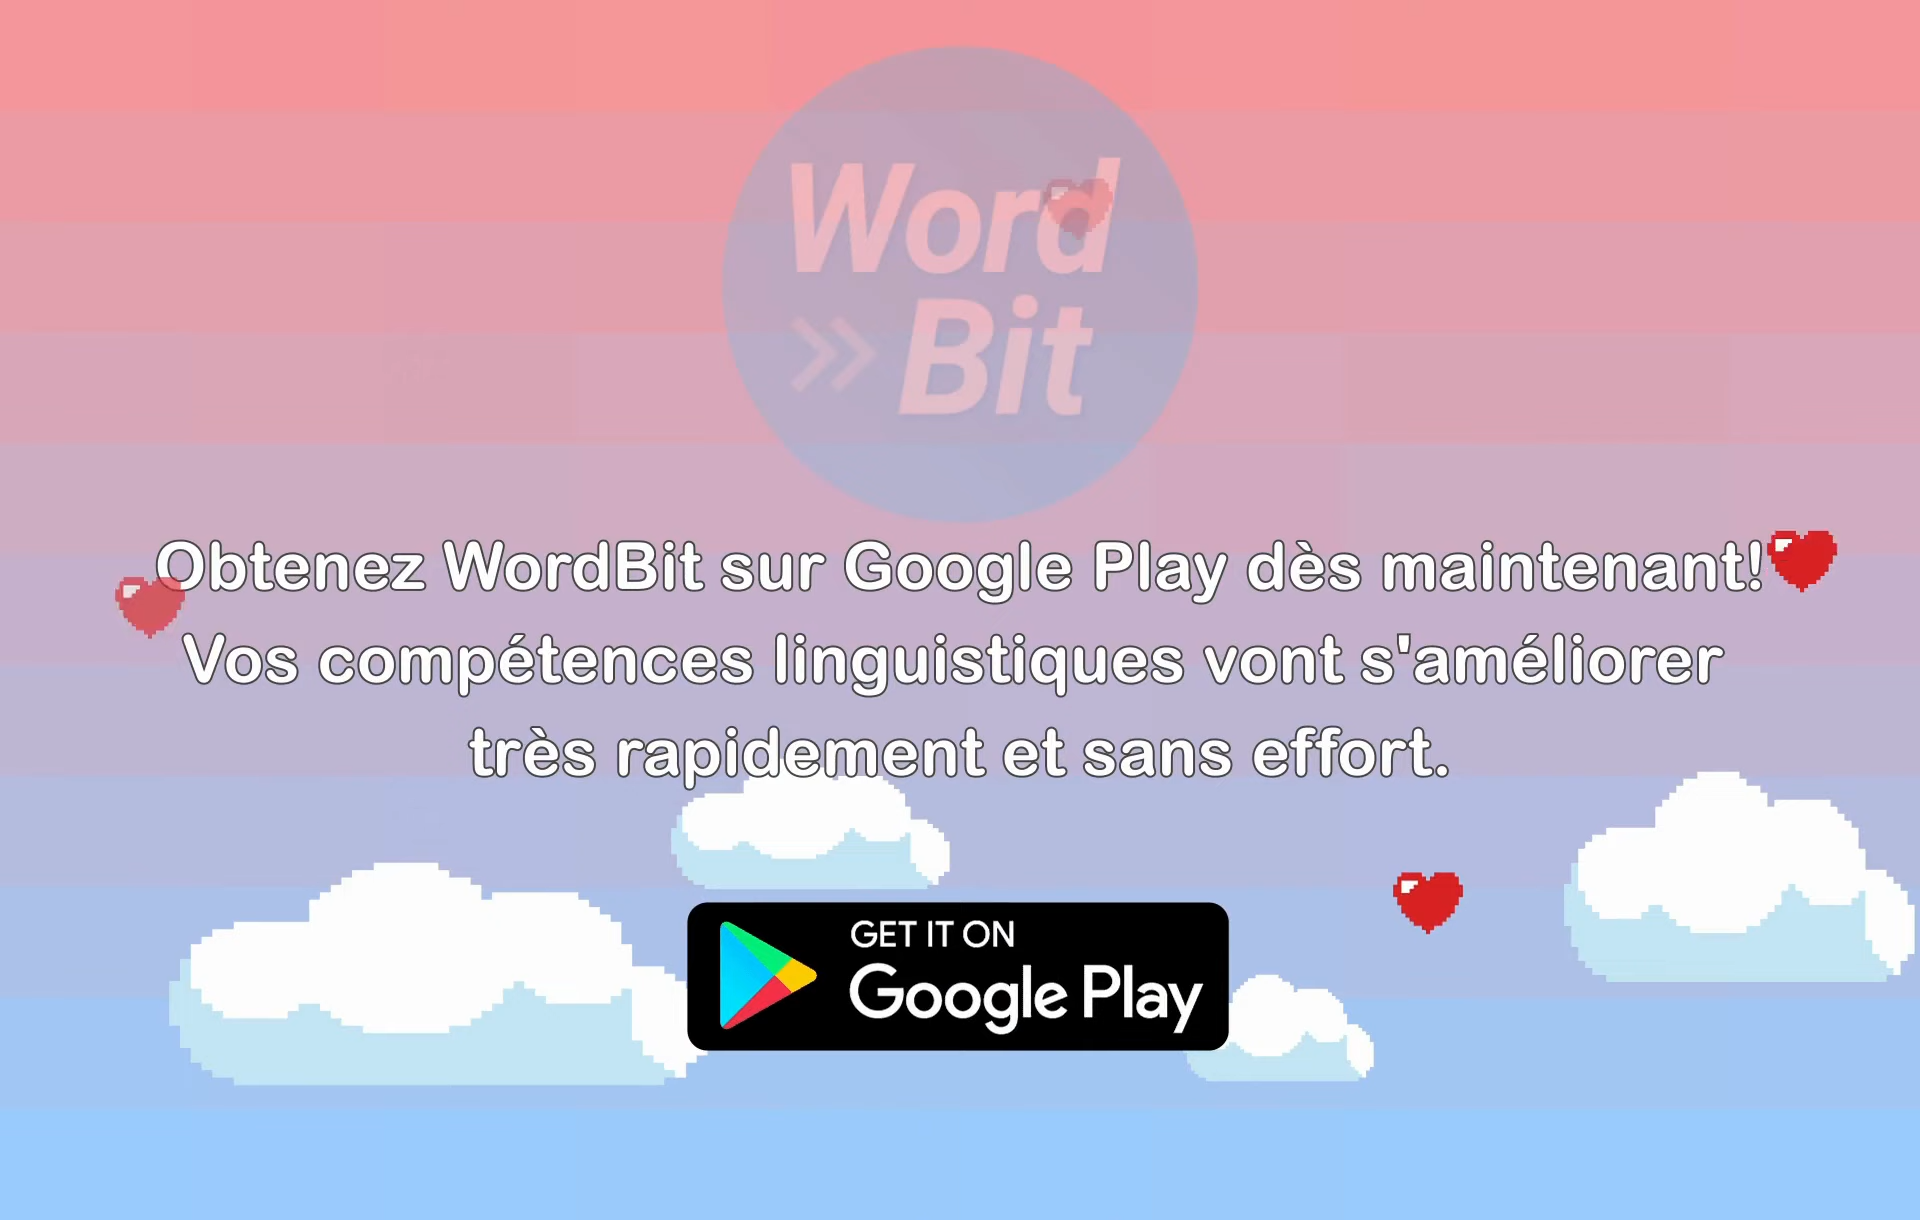 Word
» Bit
Obtenez WordBit sur Google Play dès maintenant!
Vos compétences linguistiques vont s'améliorer
très rapidement et sans effort.
GET IT ON
Google Play